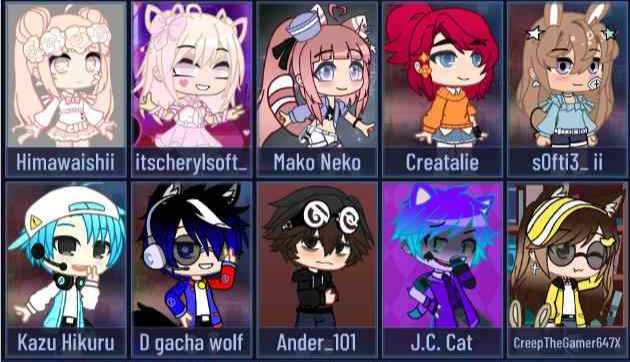 Himawaishii
itscherylsoft_
Mako Neko
Creatalie
s0fti3_ ii
Kazu Hikuru
D gacha wolf
Ander_101
J.C. Cat
CreepTheGamer647X